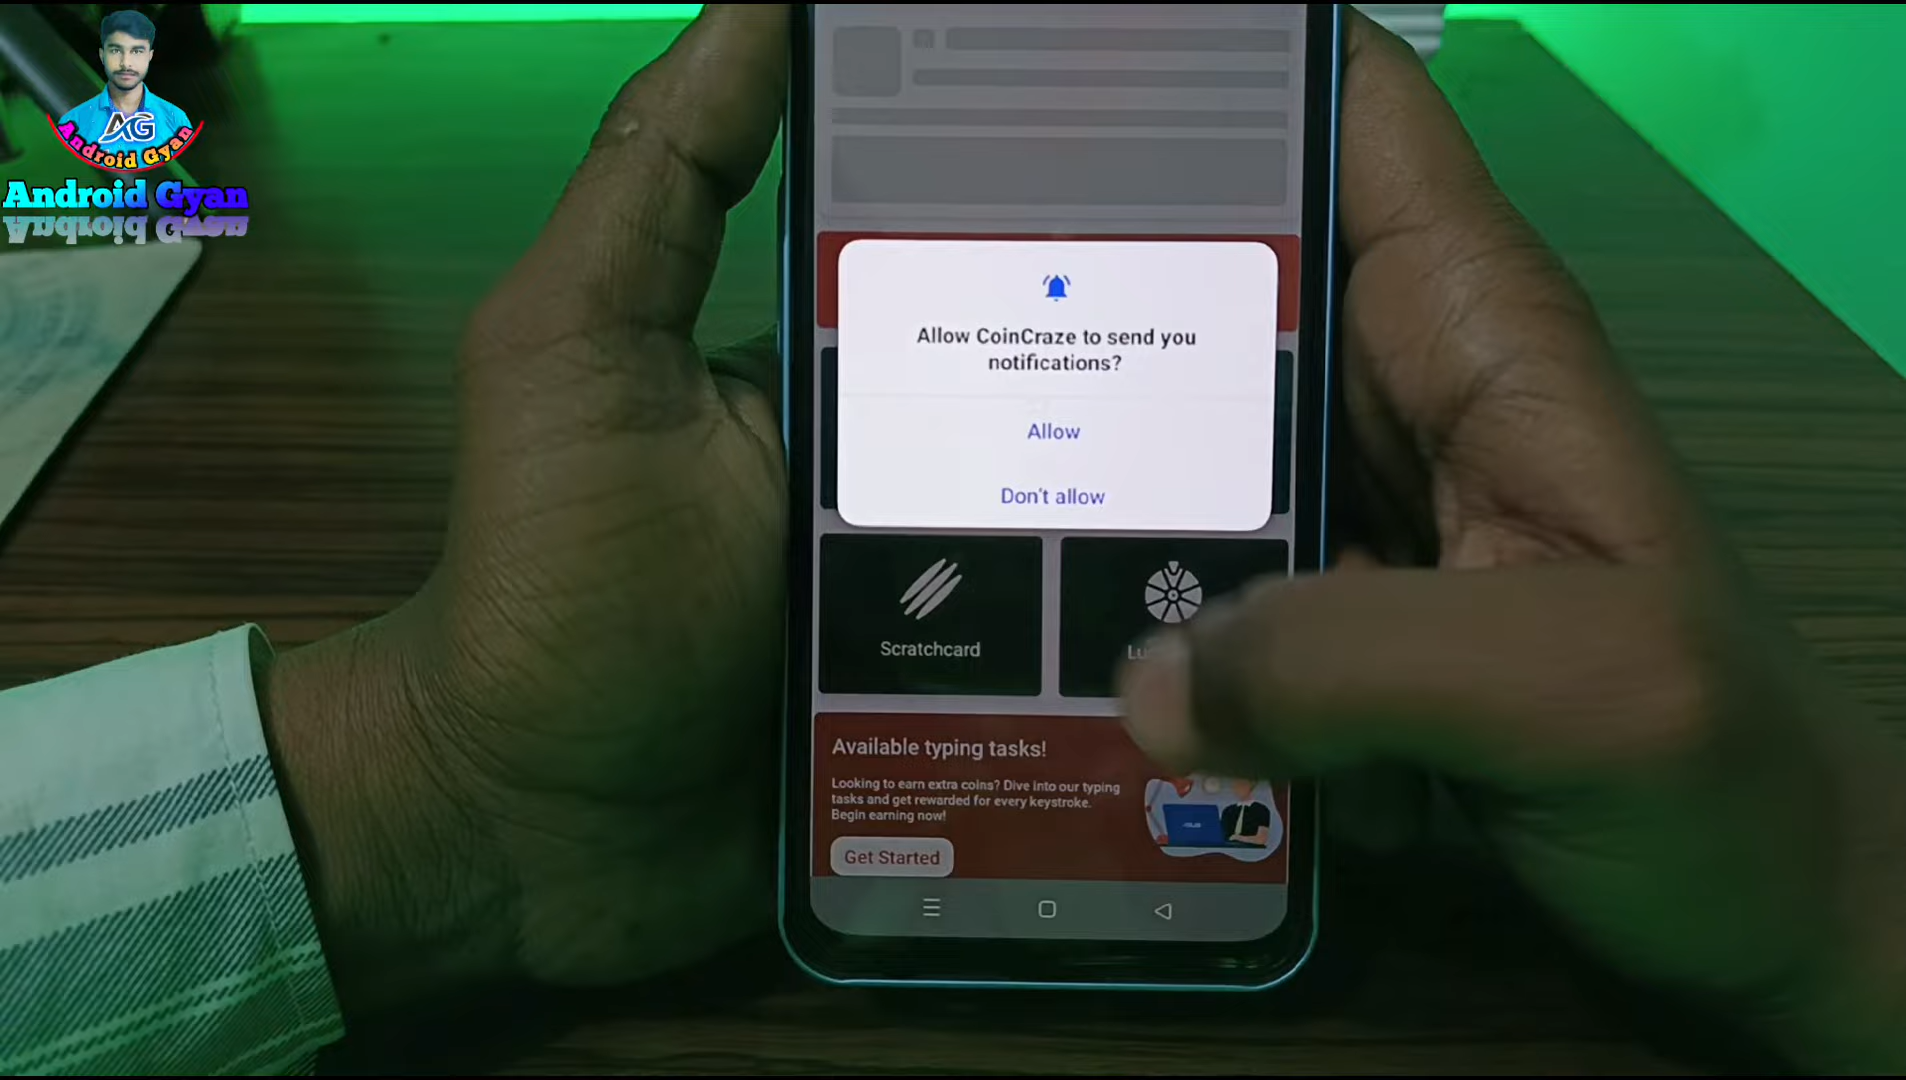 AG
Android Gyan
Android Gyan
Allow CoinCraze to send you
notifications?
Allow
Don't allow
Scratchcard
Available typing tasks!
Looking to earn extra coins? Dive into our typing
tasks and get rewarded for every keystroke.
Begin earning now!
Get Started